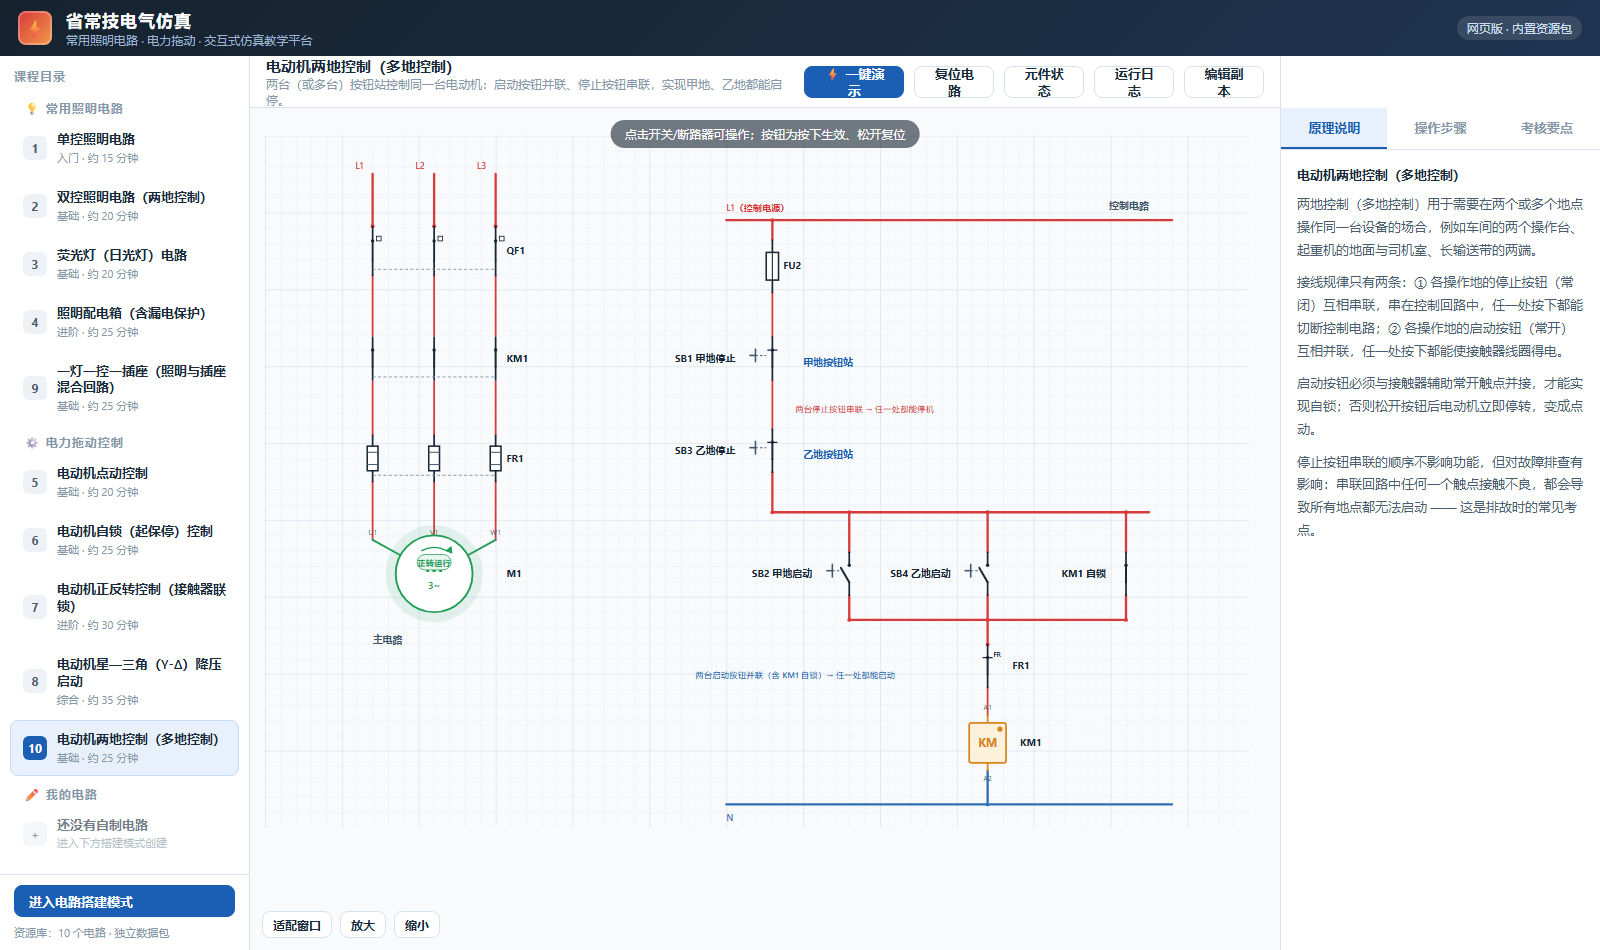 省常技电气仿真
常用照明电路 · 电力拖动 · 交互式仿真教学平台
网页版 · 内置资源包
课程目录
常用照明电路
1
单控照明电路
入门 · 约 15 分钟
2
双控照明电路（两地控制）
基础 · 约 20 分钟
3
荧光灯（日光灯）电路
基础 · 约 20 分钟
4
照明配电箱（含漏电保护）
进阶 · 约 25 分钟
9
一灯一控一插座（照明与插座
混合回路）
基础 · 约 25 分钟
电力拖动控制
5
电动机点动控制
基础 · 约 20 分钟
6
电动机自锁（起保停）控制
基础 · 约 25 分钟
7
电动机正反转控制（接触器联
锁）
进阶 · 约 30 分钟
8
电动机星—三角（Y-Δ）降压
启动
综合 · 约 35 分钟
10
电动机两地控制（多地控制）
基础 · 约 25 分钟
我的电路
+
还没有自制电路
进入下方搭建模式创建
进入电路搭建模式
资源库：10 个电路 · 独立数据包
电动机两地控制（多地控制）
两台（或多台）按钮站控制同一台电动机：启动按钮并联、停止按钮串联，实现甲地、乙地都能启
停。
一键演
示
复位电
路
元件状
态
运行日
志
编辑副
本
点击开关/断路器可操作；按钮为按下生效、松开复位
L1
L2
L3
QF1
KM1
FR1
U1
V1
W1
正转运行
3~
M1
主电路
L1（控制电源）
控制电路
FU2
SB1 甲地停止
甲地按钮站
两台停止按钮串联 → 任一处都能停机
SB3 乙地停止
乙地按钮站
SB2 甲地启动
SB4 乙地启动
KM1 自锁
FR
FR1
两台启动按钮并联（含 KM1 自锁）→ 任一处都能启动
A1
KM
KM1
A2
N
适配窗口
放大
缩小
原理说明
操作步骤
考核要点
电动机两地控制（多地控制）
两地控制（多地控制）用于需要在两个或多个地点
操作同一台设备的场合，例如车间的两个操作台、
起重机的地面与司机室、长输送带的两端。
接线规律只有两条：① 各操作地的停止按钮（常
闭）互相串联，串在控制回路中，任一处按下都能
切断控制电路；② 各操作地的启动按钮（常开）
互相并联，任一处按下都能使接触器线圈得电。
启动按钮必须与接触器辅助常开触点并接，才能实
现自锁；否则松开按钮后电动机立即停转，变成点
动。
停止按钮串联的顺序不影响功能，但对故障排查有
影响：串联回路中任何一个触点接触不良，都会导
致所有地点都无法启动 —— 这是排故时的常见考
点。